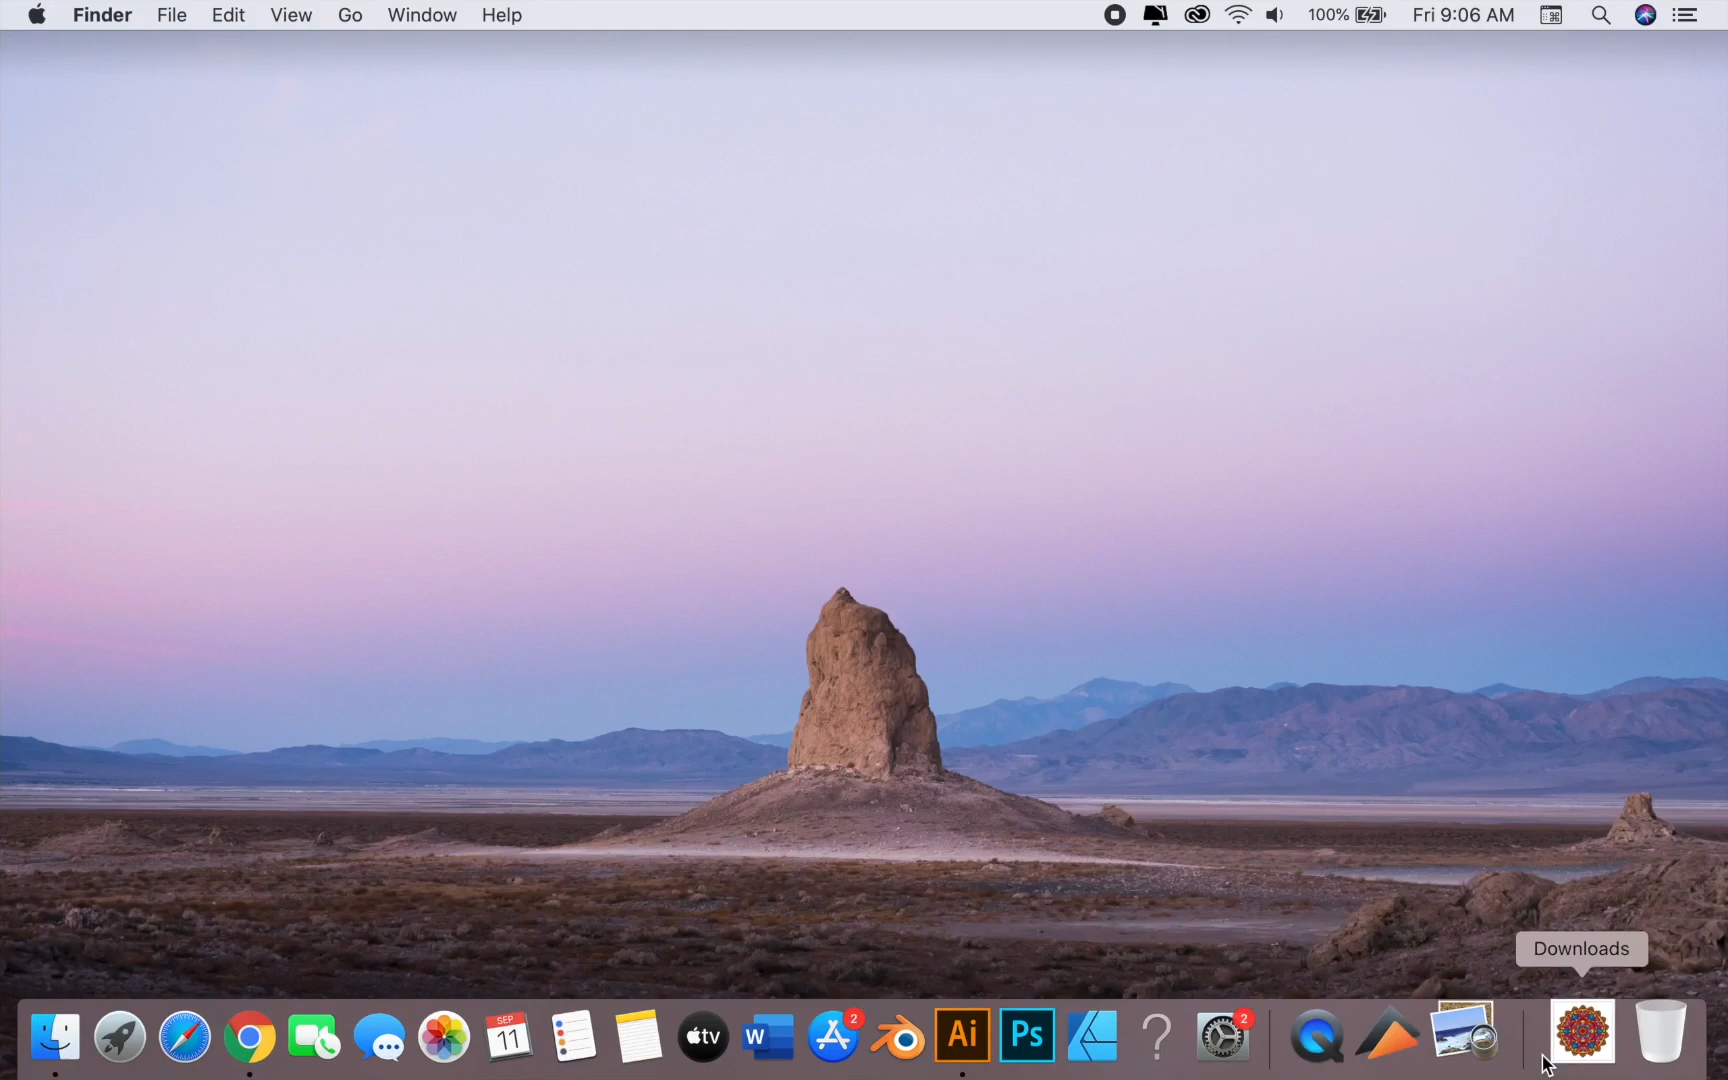 Finder File Edit View Go Window Help 100% Fri 9:06 AM
Downloads
SEP
11
tv
W
2
Ai
Ps
?
2